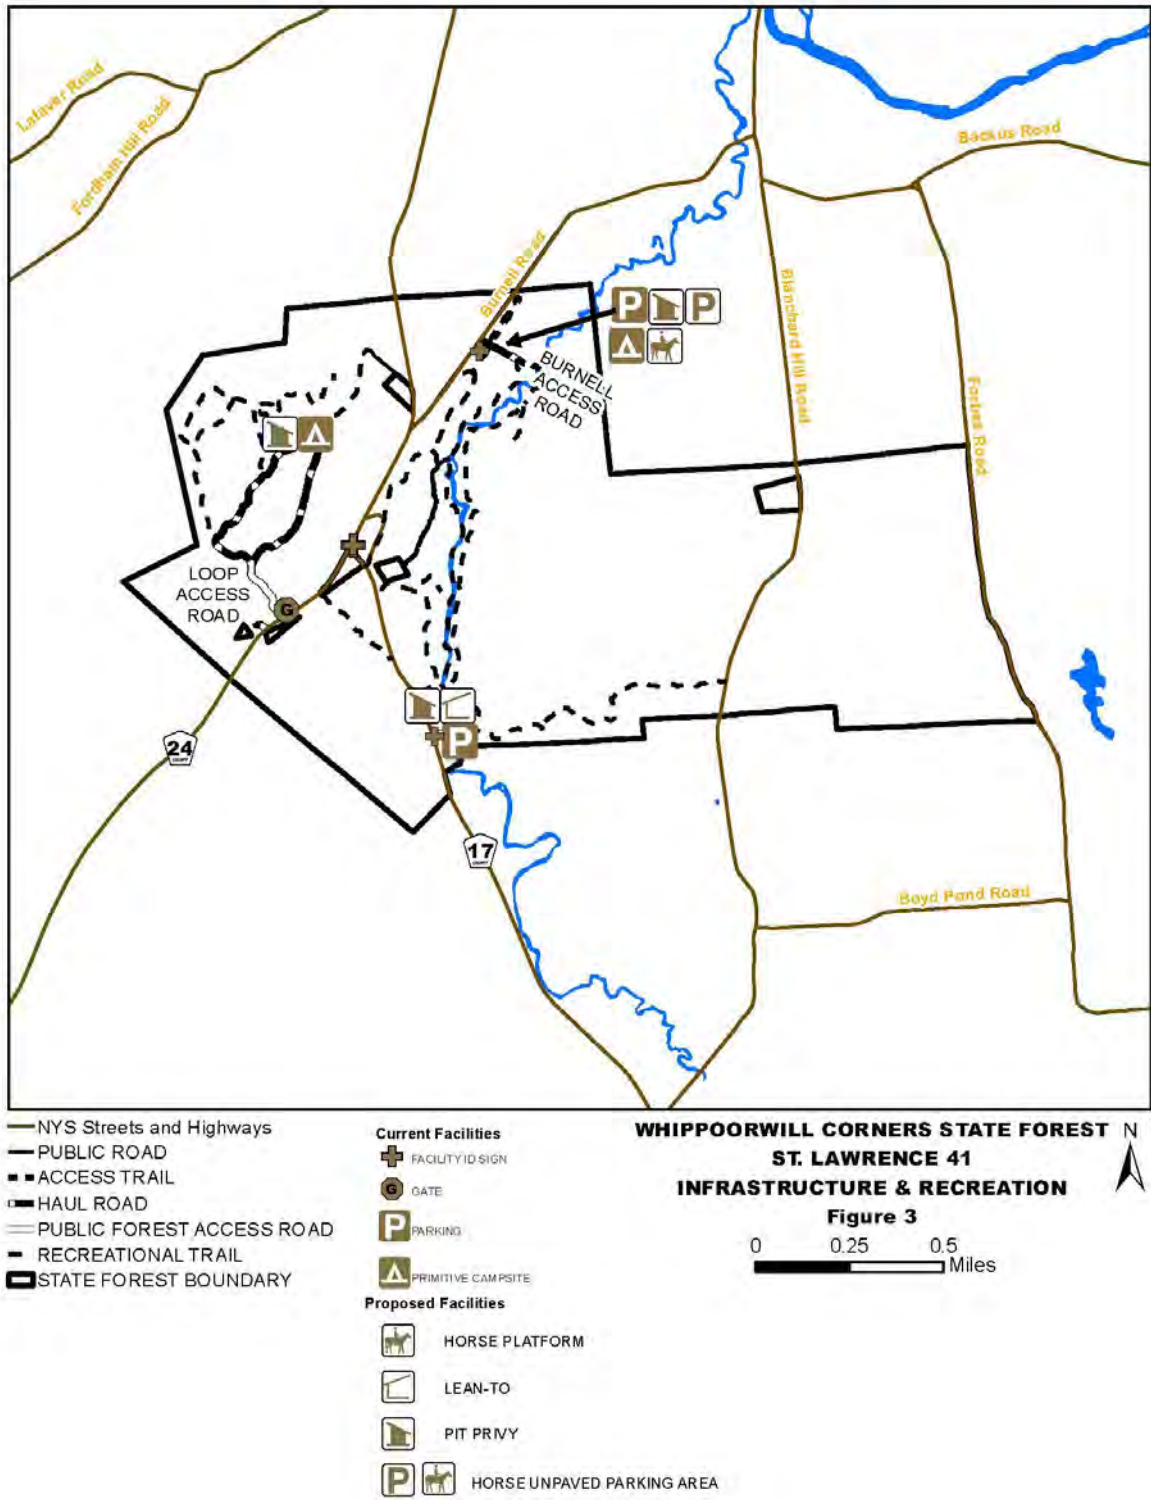 Lafaver Road
Fordham Hill Road
Backus Road
Burnell Road
P
P
Blanchard Hill Road
BURNELL
ACCESS
ROAD
Forbes Road
LOOP
ACCESS
ROAD
G
24
COUNTY
P
17
COUNTY
Boyd Pond Road
NYS Streets and Highways
PUBLIC ROAD
ACCESS TRAIL
HAUL ROAD
PUBLIC FOREST ACCESS ROAD
RECREATIONAL TRAIL
STATE FOREST BOUNDARY
Current Facilities
FACILITY ID SIGN
G GATE
P PARKING
PRIMITIVE CAMPSITE
Proposed Facilities
HORSE PLATFORM
LEAN-TO
PIT PRIVY
P HORSE UNPAVED PARKING AREA
WHIPPOORWILL CORNERS STATE FOREST
ST. LAWRENCE 41
INFRASTRUCTURE & RECREATION
Figure 3
N
0 0.25 0.5
Miles